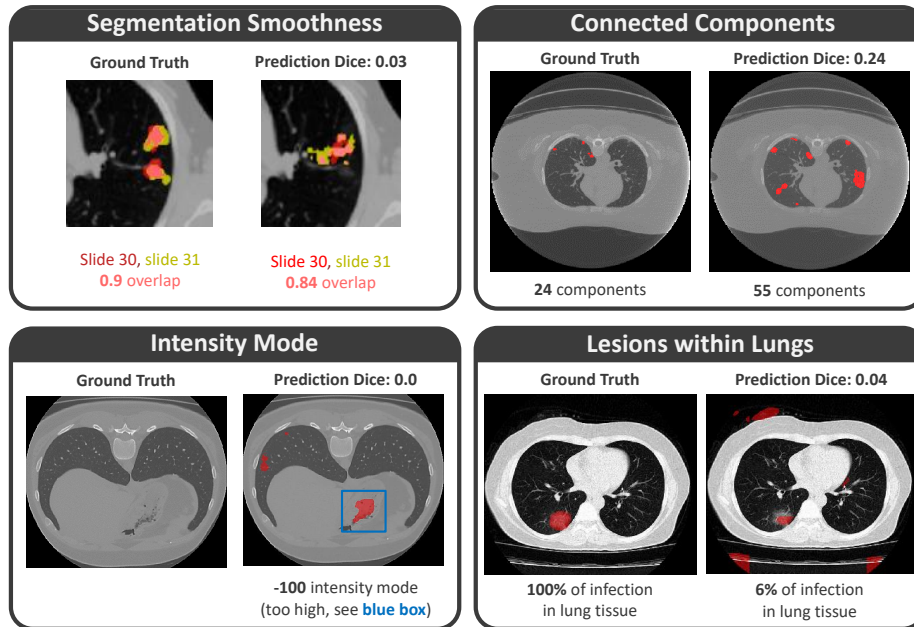 Segmentation Smoothness
Ground Truth
Prediction Dice: 0.03
Slide 30, slide 31
0.9 overlap
Slide 30, slide 31
0.84 overlap
Connected Components
Ground Truth
Prediction Dice: 0.24
24 components
55 components
Intensity Mode
Ground Truth
Prediction Dice: 0.0
-100 intensity mode
(too high, see blue box)
Lesions within Lungs
Ground Truth
Prediction Dice: 0.04
100% of infection
in lung tissue
6% of infection
in lung tissue